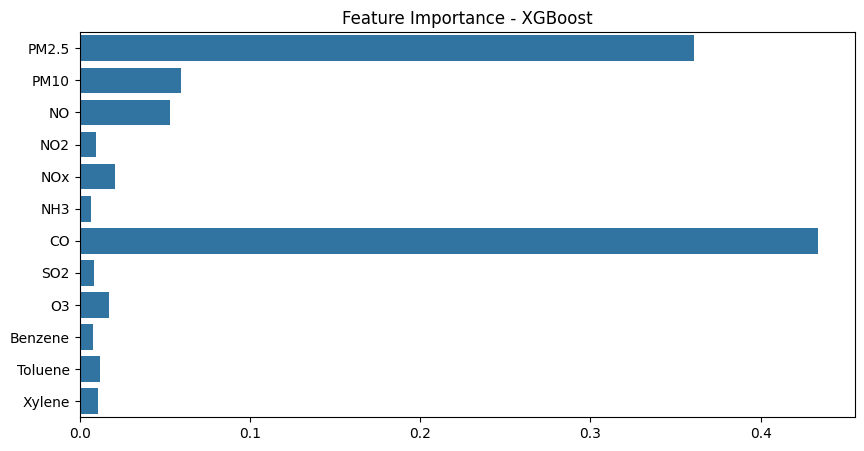 Feature Importance - XGBoost
PM2.5
PM10
NO
NO2
NOx
NH3
CO
SO2
O3
Benzene
Toluene
Xylene
0.0 0.1 0.2 0.3 0.4